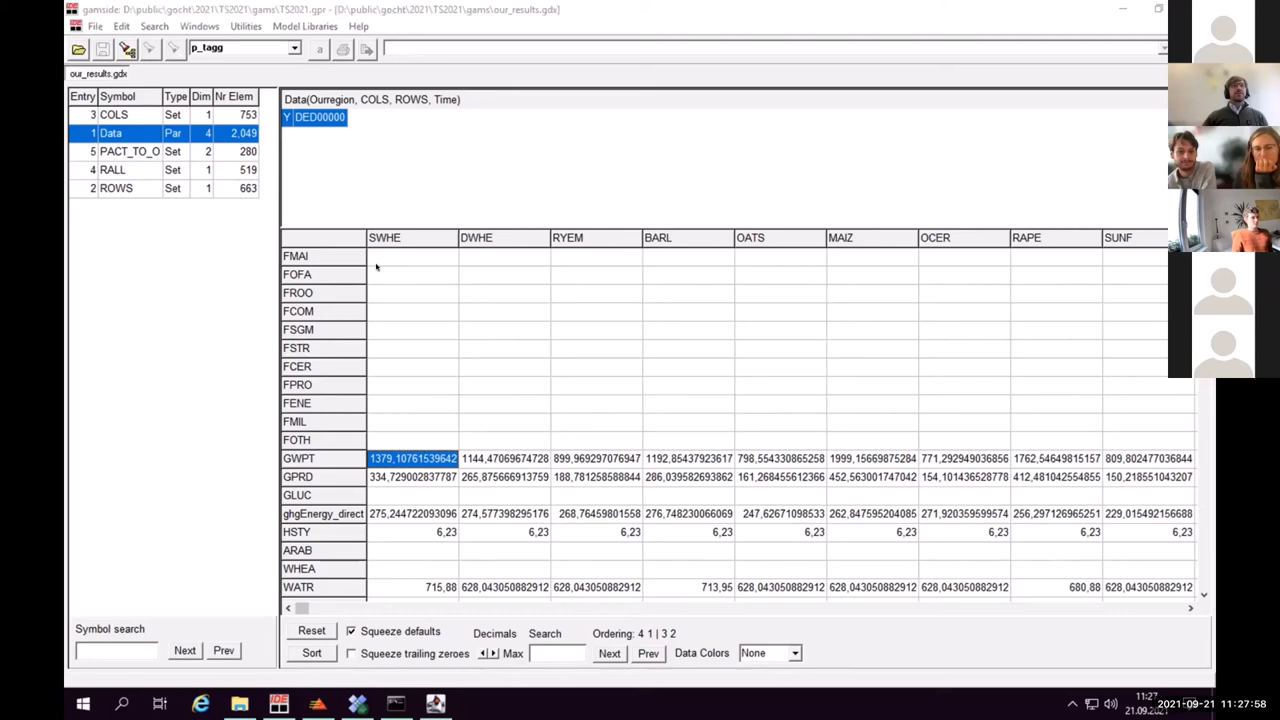 gamside: D:\public\gocht\2021\TS2021\gams\TS2021.gpr - [D:\public\gocht\2021\TS2021\gams\our_results.gdx]
File Edit Search Windows Utilities Model Libraries Help
p_tagg a
our_results.gdx
Entry Symbol Type Dim Nr Elem
3 COLS Set 1 753
1 Data Par 4 2,049
5 PACT_TO_O Set 2 280
4 RALL Set 1 519
2 ROWS Set 1 663
Data(Ourregion, COLS, ROWS, Time)
Y DED00000
SWHE DWHE RYEM BARL OATS MAIZ OCER RAPE SUNF
FMAI
FOFA
FROO
FCOM
FSGM
FSTR
FCER
FPRO
FENE
FMIL
FOTH
GWPT 1379,10761539642 1144,47069674728 899,969297076947 1192,85437923617 798,554330868258 1999,15669875284 771,292949036856 1762,54649815157 809,802477036844
GPRD 334,729002837787 265,875666913759 188,781258588844 286,039582693862 161,268455612366 452,563001747042 154,101436528778 412,481042554855 150,218551043207
GLUC
ghgEnergy_direct 275,244722093096 274,577398295176 268,76459801558 276,748230066069 247,62671098533 262,847595204085 271,920359599574 256,297126965251 229,015492156688
HSTY 6,23 6,23 6,23 6,23 6,23 6,23 6,23 6,23 6,23
ARAB
WHEA
WATR 715,88 628,043050882912 628,043050882912 713,95 628,043050882912 628,043050882912 628,043050882912 680,88 628,043050882912
Symbol search
Next Prev
Reset Squeeze defaults Decimals Search Ordering: 4 1 | 3 2
Sort Squeeze trailing zeroes Max Next Prev Data Colors None
11:27
21.09.2021
2021-09-21 11:27:58